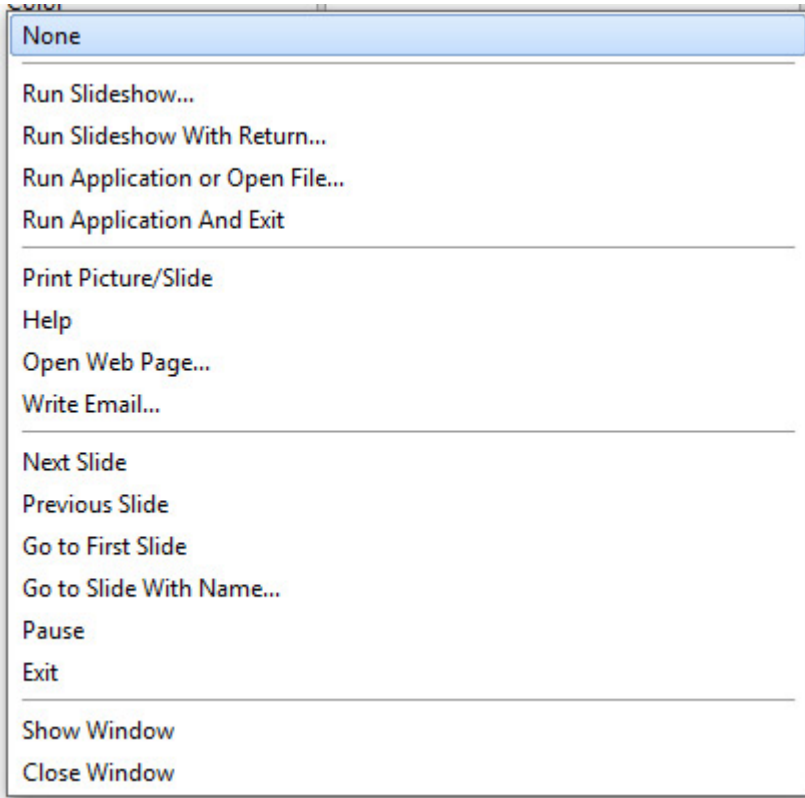 Color
None
Run Slideshow...
Run Slideshow With Return...
Run Application or Open File...
Run Application And Exit
Print Picture/Slide
Help
Open Web Page...
Write Email...
Next Slide
Previous Slide
Go to First Slide
Go to Slide With Name...
Pause
Exit
Show Window
Close Window